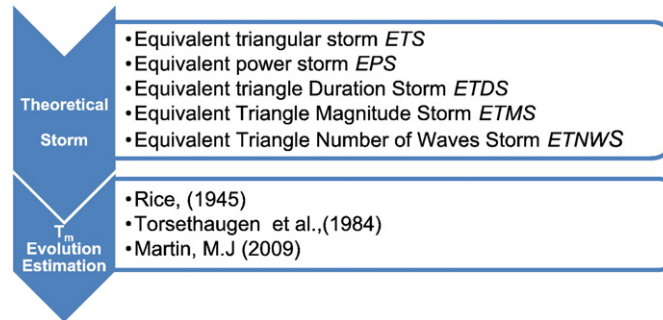 Theoretical
Storm
•Equivalent triangular storm ETS
•Equivalent power storm EPS
•Equivalent triangle Duration Storm ETDS
•Equivalent Triangle Magnitude Storm ETMS
•Equivalent Triangle Number of Waves Storm ETNWS
Tm
Evolution
Estimation
•Rice, (1945)
•Torsethaugen et al.,(1984)
•Martin, M.J (2009)